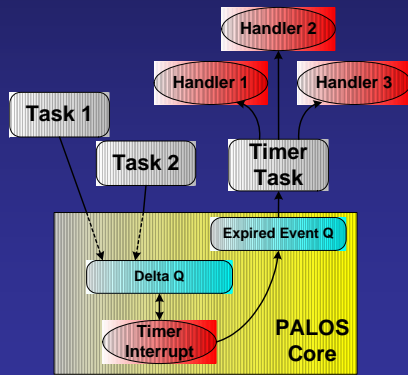 Handler 2
Handler 1
Handler 3
Task 1
Task 2
Timer
Task
Expired Event Q
Delta Q
Timer
Interrupt
PALOS
Core